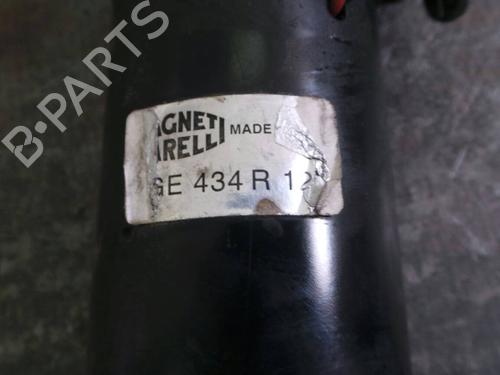 AGNETI
ARELLI
MADE
GE 434 R 12
B-PARTS